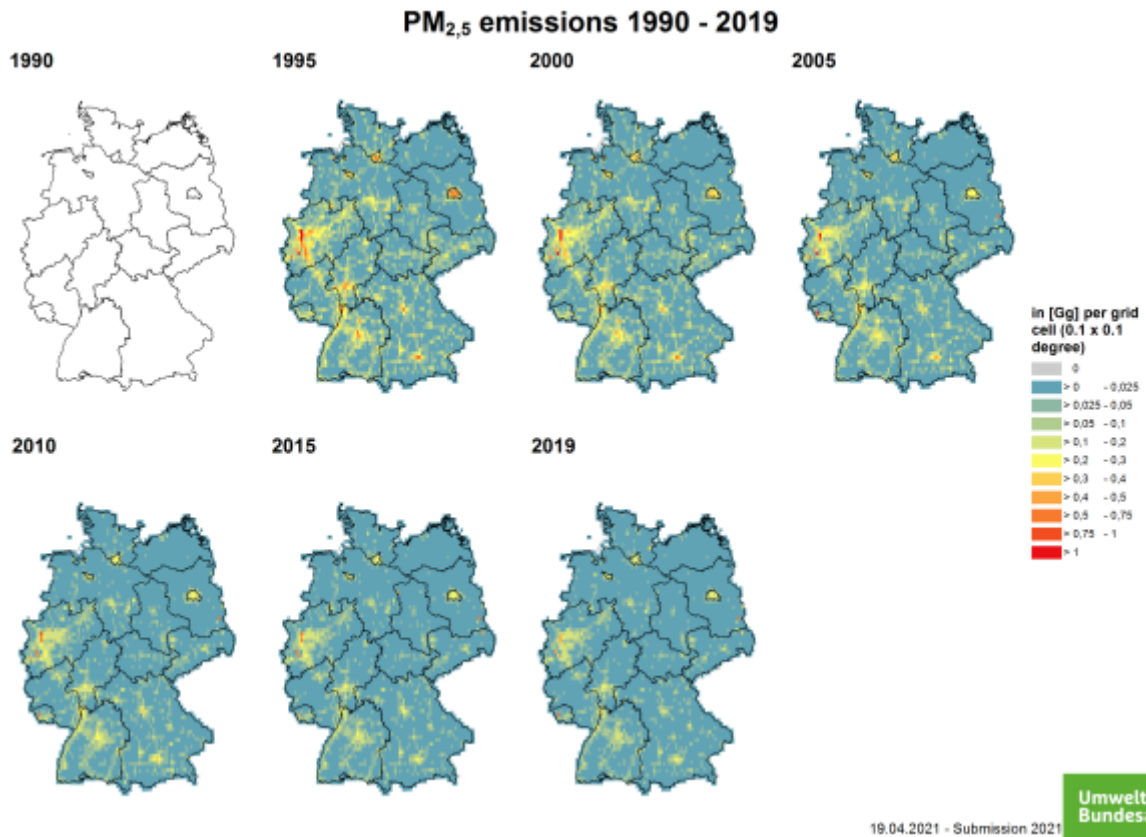 PM2,5 emissions 1990 - 2019
1990
1995
2000
2005
in [Gg] per grid
cell (0.1 x 0.1
degree)
0
> 0 - 0,025
> 0,025 - 0,05
> 0,05 - 0,1
> 0,1 - 0,2
> 0,2 - 0,3
> 0,3 - 0,4
> 0,4 - 0,5
> 0,5 - 0,75
> 0,75 - 1
> 1
2010
2015
2019
Umwelt
Bundes
19.04.2021 - Submission 2021